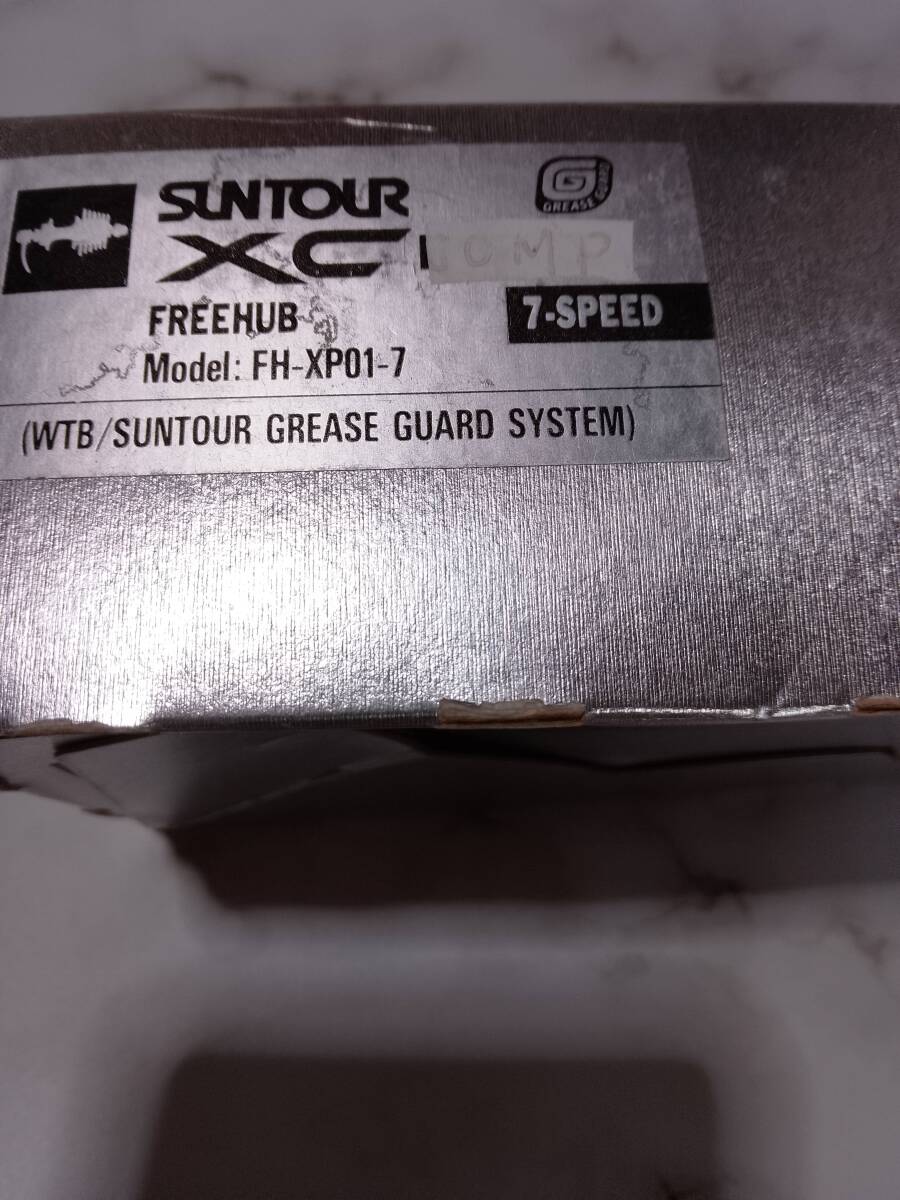 SUNTOUR
GREASE GUARD
XC COMP
FREEHUB
7-SPEED
Model: FH-XP01-7
(WTB/SUNTOUR GREASE GUARD SYSTEM)